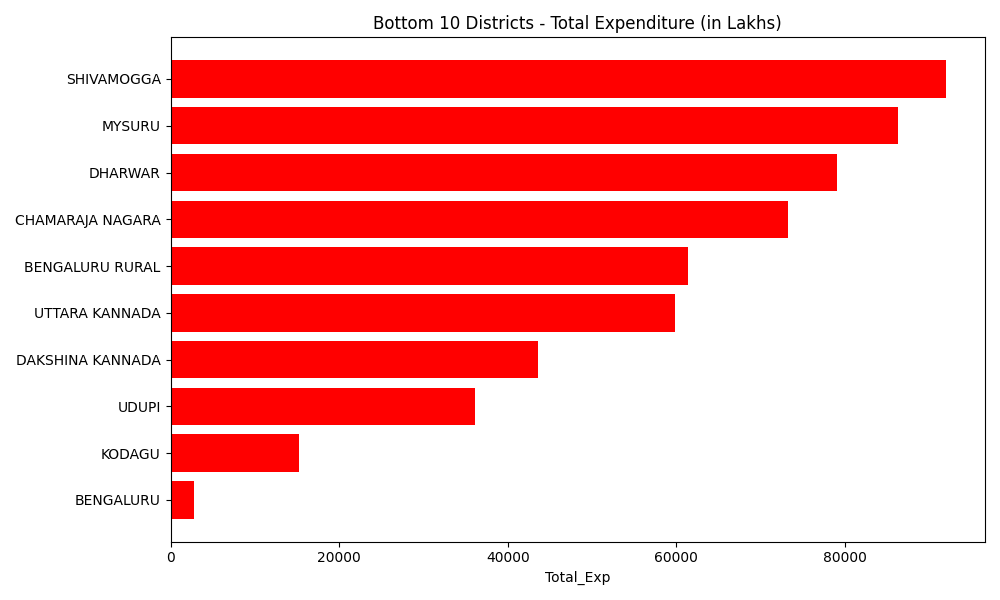 Bottom 10 Districts - Total Expenditure (in Lakhs)
SHIVAMOGGA
MYSURU
DHARWAR
CHAMARAJA NAGARA
BENGALURU RURAL
UTTARA KANNADA
DAKSHINA KANNADA
UDUPI
KODAGU
BENGALURU
0 20000 40000 60000 80000
Total_Exp